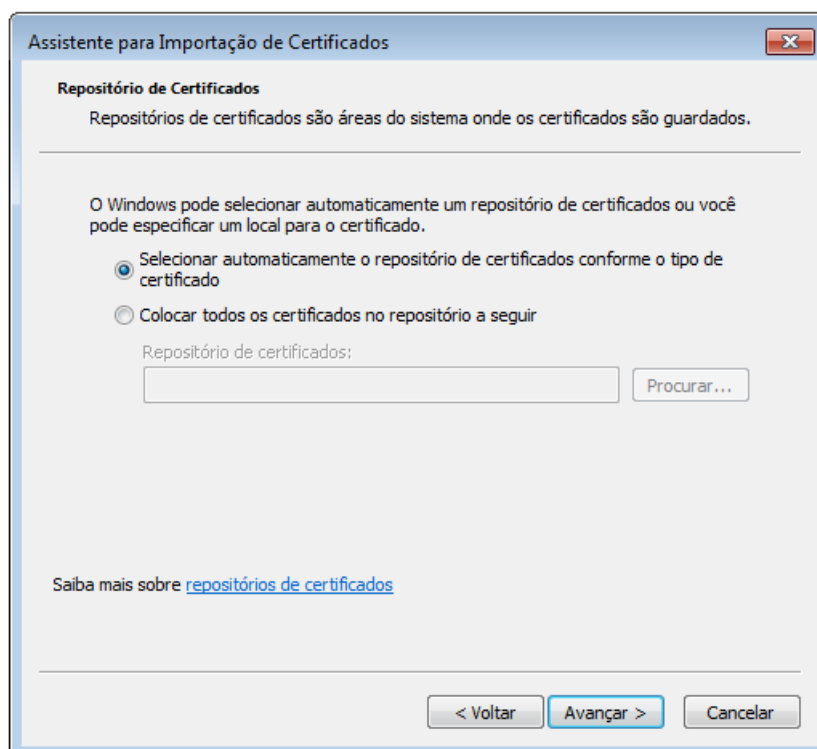 Assistente para Importação de Certificados
Repositório de Certificados
Repositórios de certificados são áreas do sistema onde os certificados são guardados.
O Windows pode selecionar automaticamente um repositório de certificados ou você
pode especificar um local para o certificado.
Selecionar automaticamente o repositório de certificados conforme o tipo de
certificado
Colocar todos os certificados no repositório a seguir
Repositório de certificados:
Procurar...
Saiba mais sobre repositórios de certificados
< Voltar
Avançar >
Cancelar